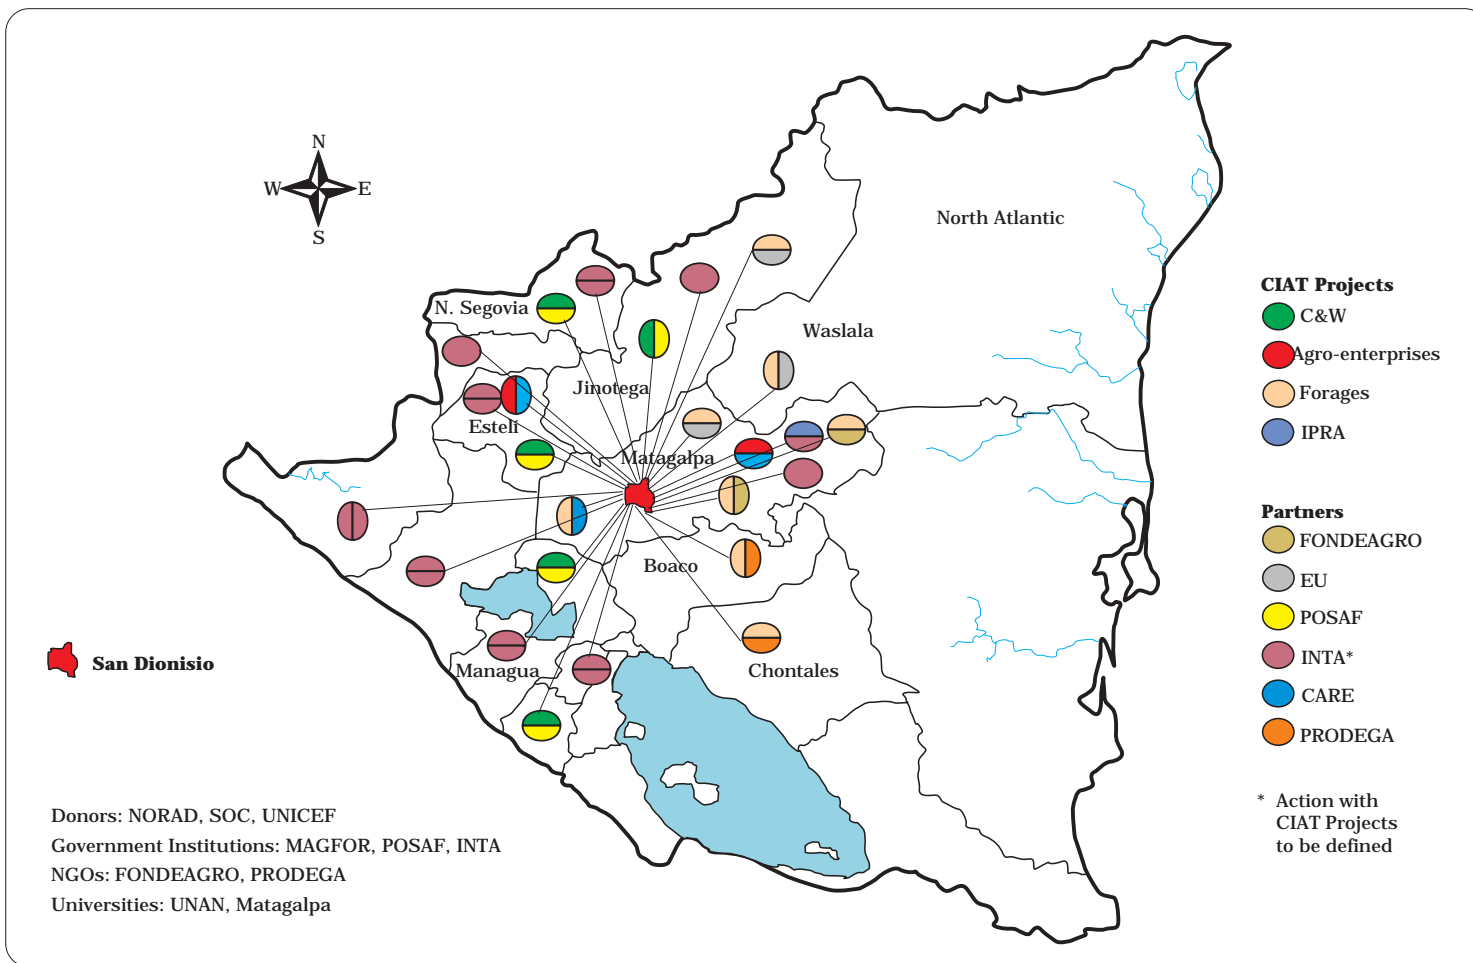 N
W
E
S
North Atlantic
N. Segovia
Waslala
Jinotega
Estelí
Matagalpa
Boaco
Managua
Chontales
San Dionisio
CIAT Projects
C&W
Agro-enterprises
Forages
IPRA
Partners
FONDEAGRO
EU
POSAF
INTA*
CARE
PRODEGA
* Action with
CIAT Projects
to be defined
Donors: NORAD, SOC, UNICEF
Government Institutions: MAGFOR, POSAF, INTA
NGOs: FONDEAGRO, PRODEGA
Universities: UNAN, Matagalpa